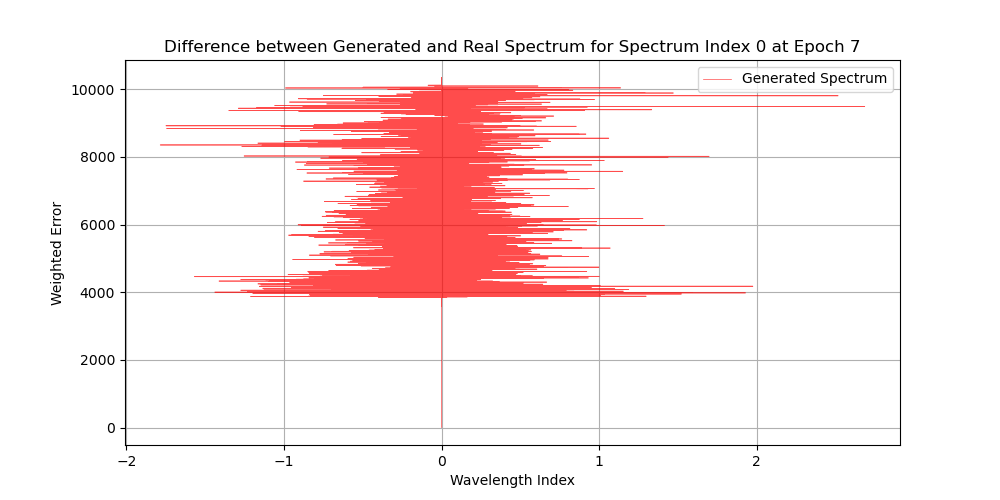 Difference between Generated and Real Spectrum for Spectrum Index 0 at Epoch 7
Generated Spectrum
10000
8000
6000
4000
2000
0
Weighted Error
−2 −1 0 1 2
Wavelength Index